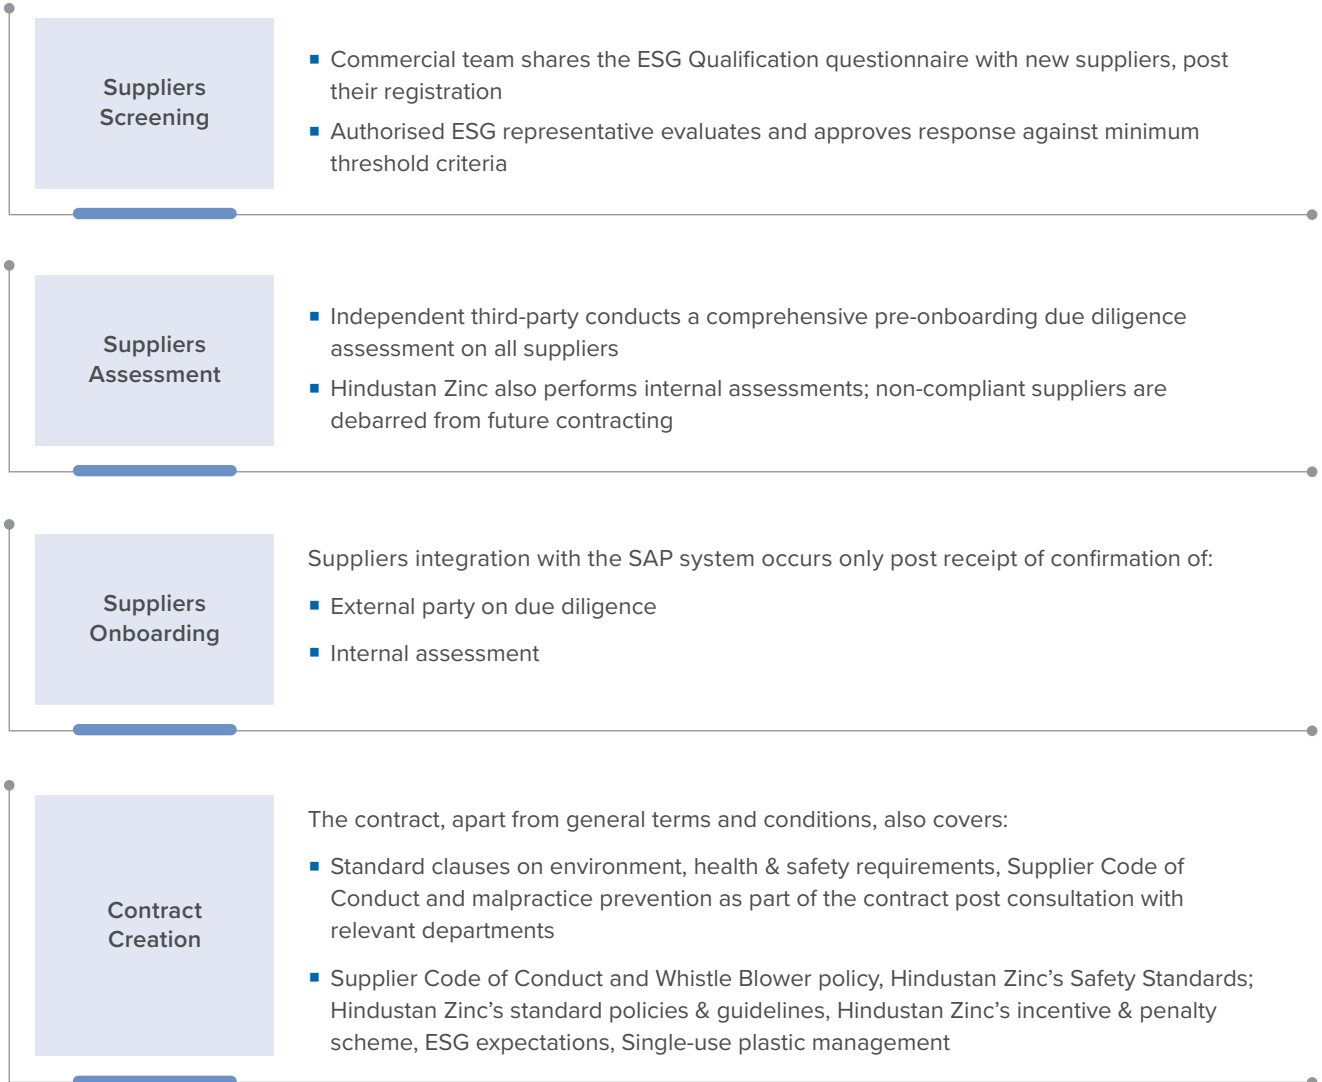 Suppliers
Screening
▪ Commercial team shares the ESG Qualification questionnaire with new suppliers, post
their registration
▪ Authorised ESG representative evaluates and approves response against minimum
threshold criteria
Suppliers
Assessment
▪ Independent third-party conducts a comprehensive pre-onboarding due diligence
assessment on all suppliers
▪ Hindustan Zinc also performs internal assessments; non-compliant suppliers are
debarred from future contracting
Suppliers
Onboarding
Suppliers integration with the SAP system occurs only post receipt of confirmation of:
▪ External party on due diligence
▪ Internal assessment
Contract
Creation
The contract, apart from general terms and conditions, also covers:
▪ Standard clauses on environment, health & safety requirements, Supplier Code of
Conduct and malpractice prevention as part of the contract post consultation with
relevant departments
▪ Supplier Code of Conduct and Whistle Blower policy, Hindustan Zinc’s Safety Standards;
Hindustan Zinc’s standard policies & guidelines, Hindustan Zinc’s incentive & penalty
scheme, ESG expectations, Single-use plastic management